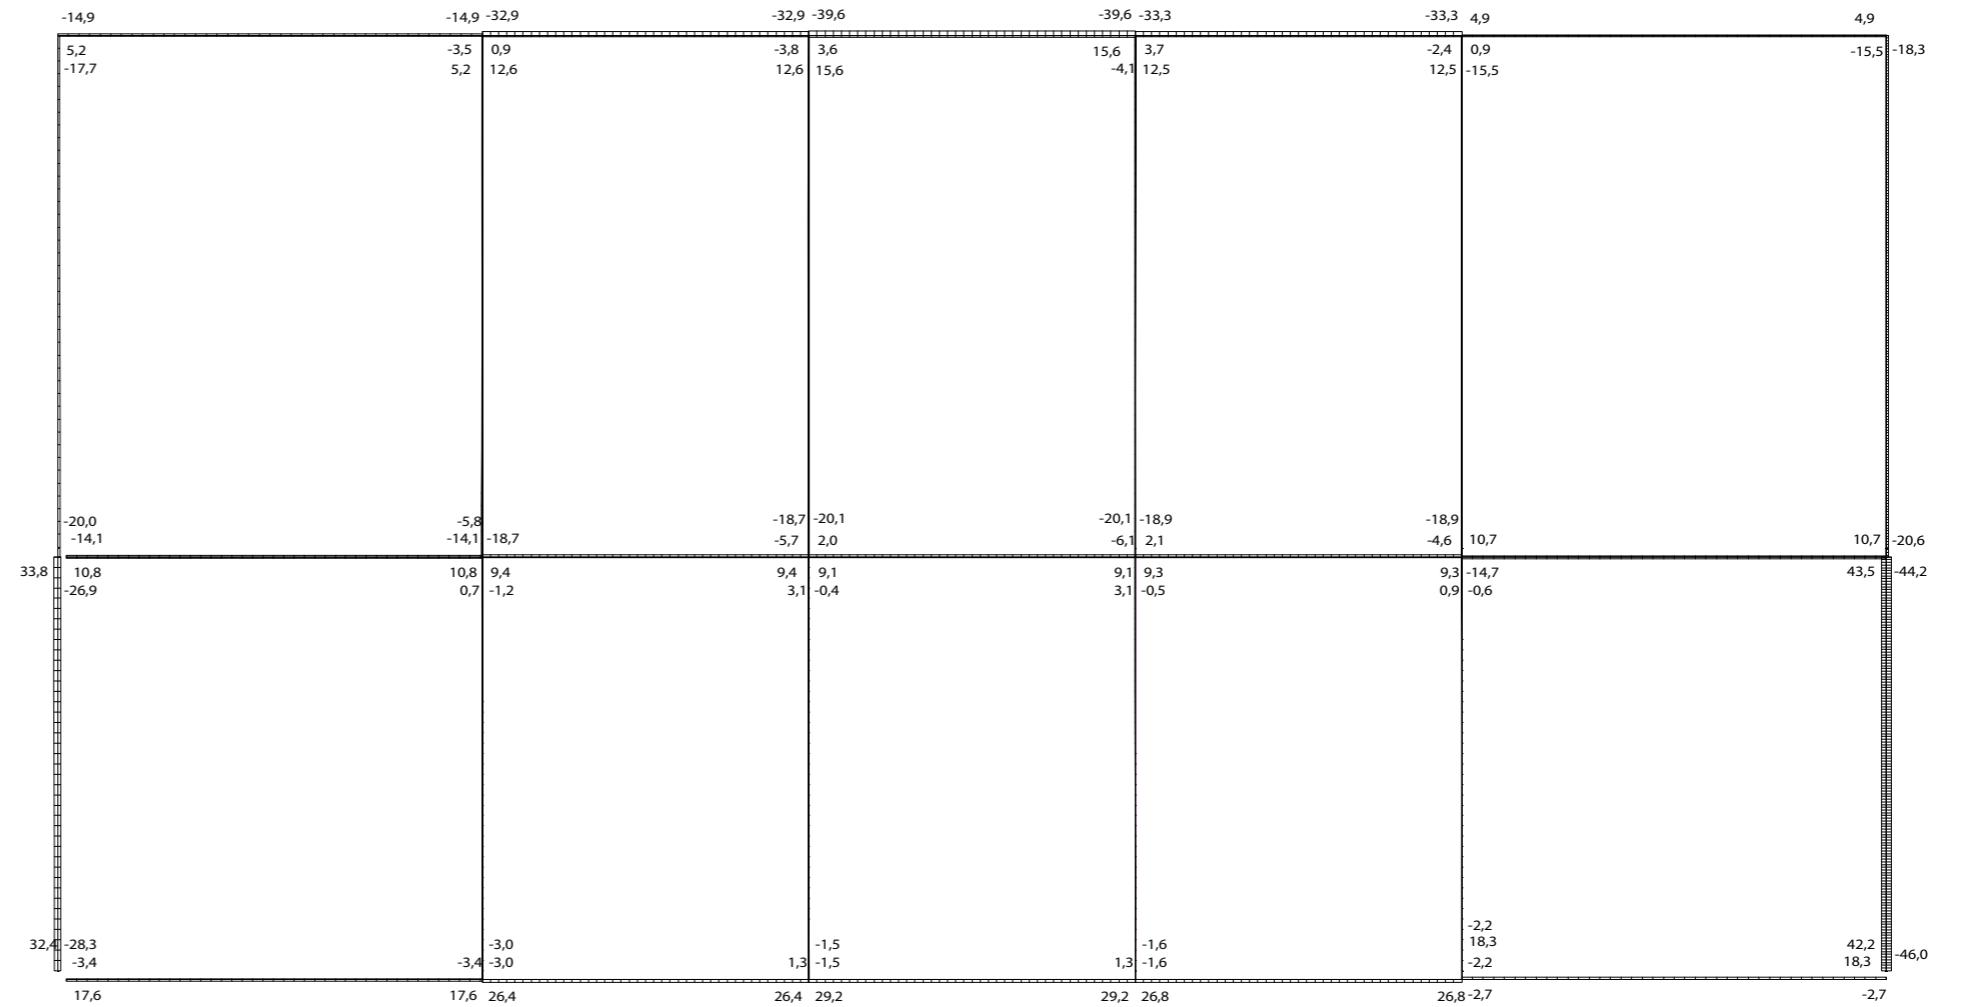 -14,9 -14,9 -32,9 -32,9 -39,6 -39,6 -33,3 -33,3 4,9 4,9
5,2 -3,5 0,9 -3,8 3,6 15,6 3,7 -2,4 0,9 -15,5 -18,3
-17,7 5,2 12,6 12,6 15,6 -4,1 12,5 12,5 -15,5
-20,0 -5,8 -18,7 -20,1 -20,1 -18,9 -18,9
-14,1 -14,1 -18,7 -5,7 2,0 -6,1 2,1 -4,6 10,7 10,7 -20,6
33,8 10,8 10,8 9,4 9,4 9,1 9,1 9,3 9,3 -14,7 43,5 -44,2
-26,9 0,7 -1,2 3,1 -0,4 3,1 -0,5 0,9 -0,6
-2,2
32,4 -28,3 -3,0 -1,5 -1,6 18,3 42,2
-3,4 -3,4 -3,0 1,3 -1,5 1,3 -1,6 -2,2 18,3 -46,0
17,6 17,6 26,4 26,4 29,2 29,2 26,8 26,8 -2,7 -2,7